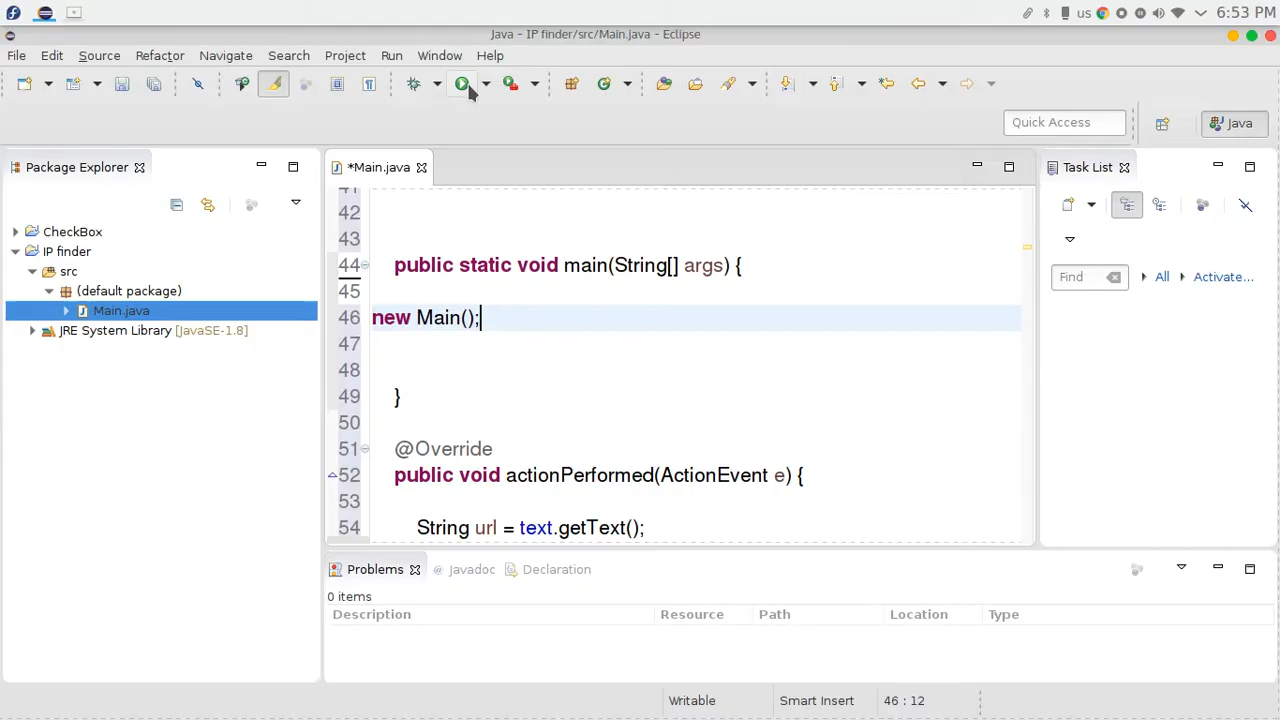 us 6:53 PM
Java - IP finder/src/Main.java - Eclipse
File Edit Source Refactor Navigate Search Project Run Window Help
Quick Access Java
Package Explorer
*Main.java
Task List
CheckBox
IP finder
src
(default package)
Main.java
JRE System Library [JavaSE-1.8]
41
42
43
44 public static void main(String[] args) {
45
46 new Main();
47
48
49 }
50
51 @Override
52 public void actionPerformed(ActionEvent e) {
53
54 String url = text.getText();
Find All Activate...
Problems @ Javadoc Declaration
0 items
Description Resource Path Location Type
Writable Smart Insert 46 : 12